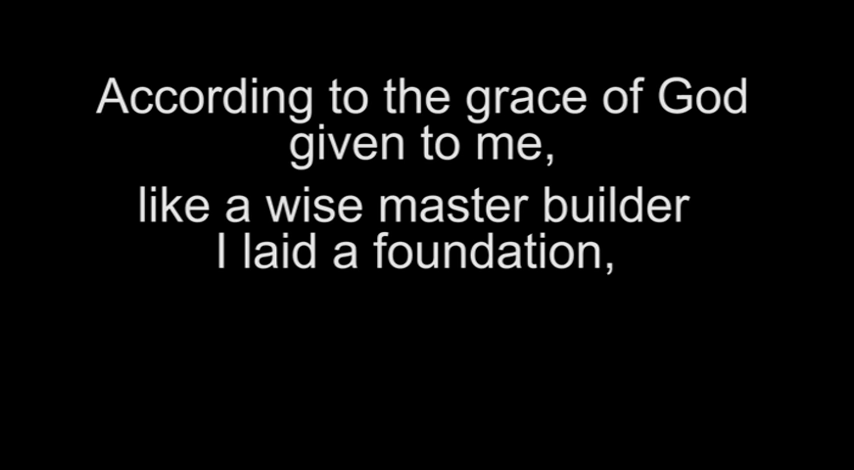 According to the grace of God
given to me,
like a wise master builder
I laid a foundation,